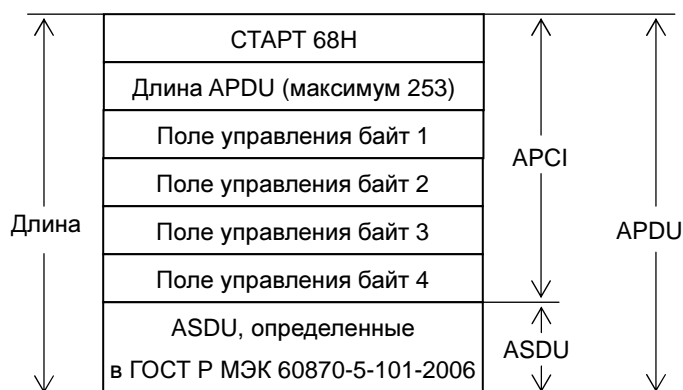 СТАРТ 68Н
Длина APDU (максимум 253)
Поле управления байт 1
Поле управления байт 2
Поле управления байт 3
Поле управления байт 4
ASDU, определенные
в ГОСТ Р МЭК 60870-5-101-2006
Длина
APCI
ASDU
APDU